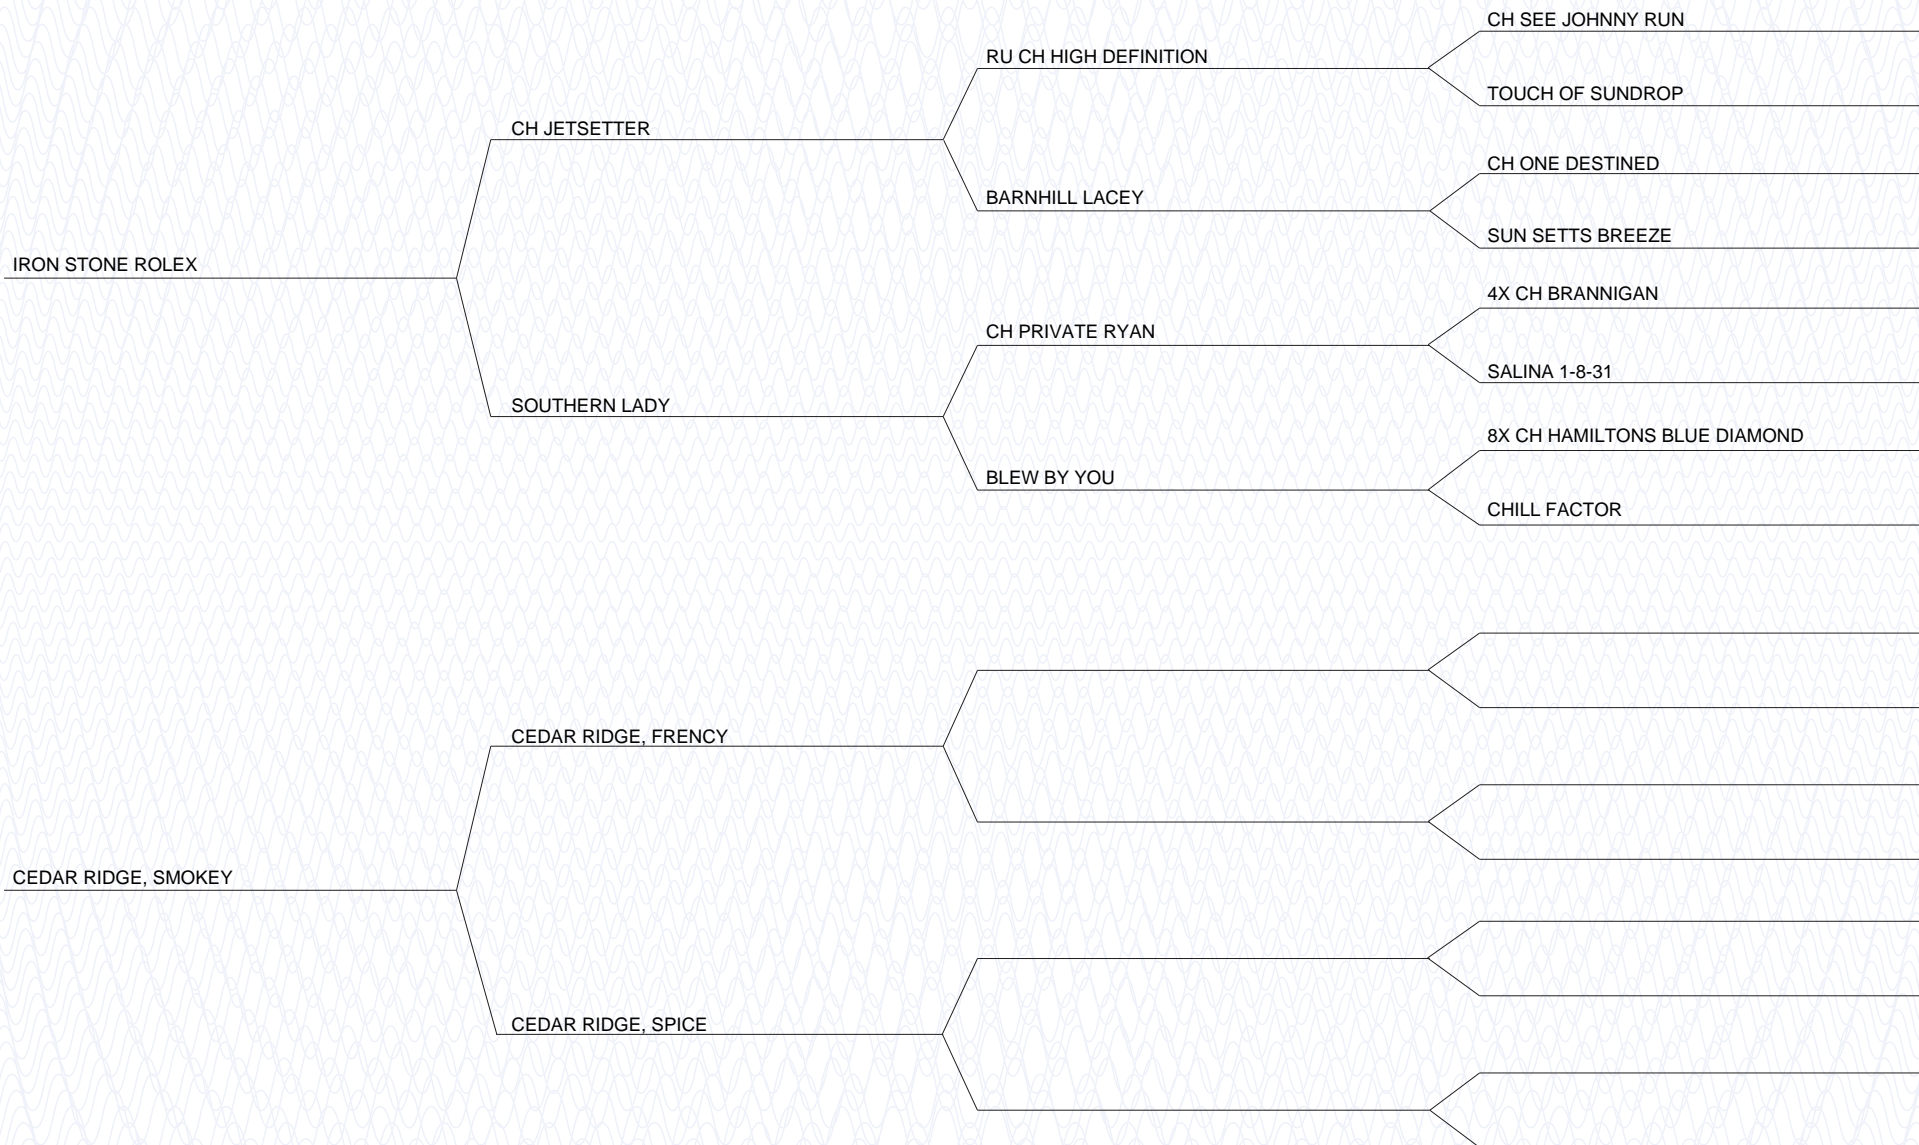 CH SEE JOHNNY RUN
RU CH HIGH DEFINITION
TOUCH OF SUNDROP
CH JETSETTER
CH ONE DESTINED
BARNHILL LACEY
SUN SETTS BREEZE
IRON STONE ROLEX
4X CH BRANNIGAN
CH PRIVATE RYAN
SALINA 1-8-31
SOUTHERN LADY
8X CH HAMILTONS BLUE DIAMOND
BLEW BY YOU
CHILL FACTOR
CEDAR RIDGE, FRENCY
CEDAR RIDGE, SMOKEY
CEDAR RIDGE, SPICE